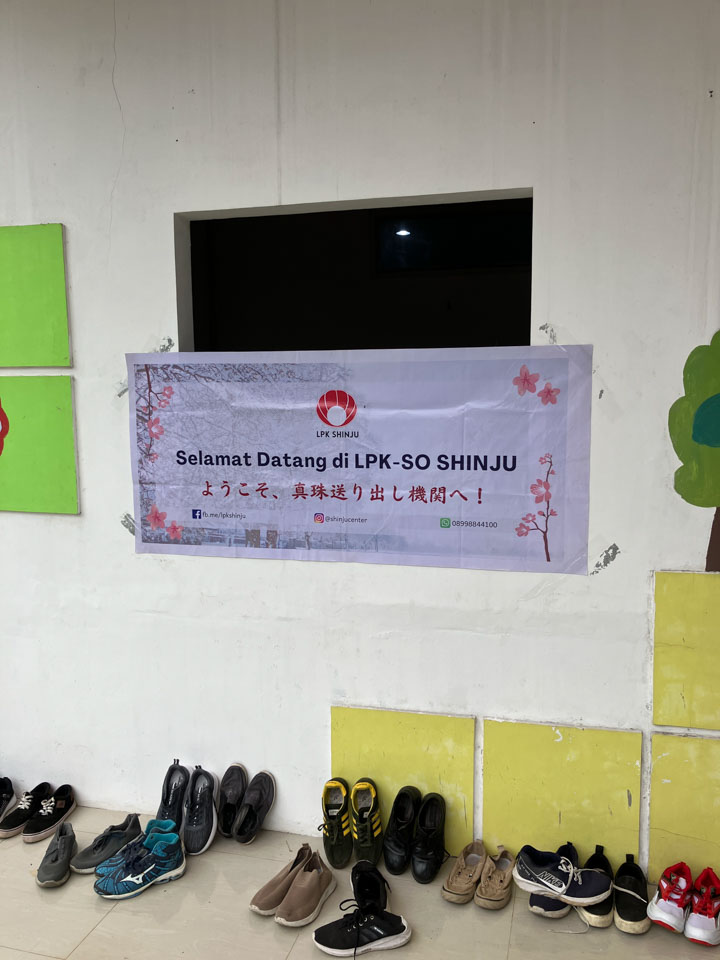 LPK SHINJU
Selamat Datang di LPK-SO SHINJU
ようこそ、真珠送り出し機関へ！
fb.me/lpkshinju @shinjucenter 08998844100
NIKE